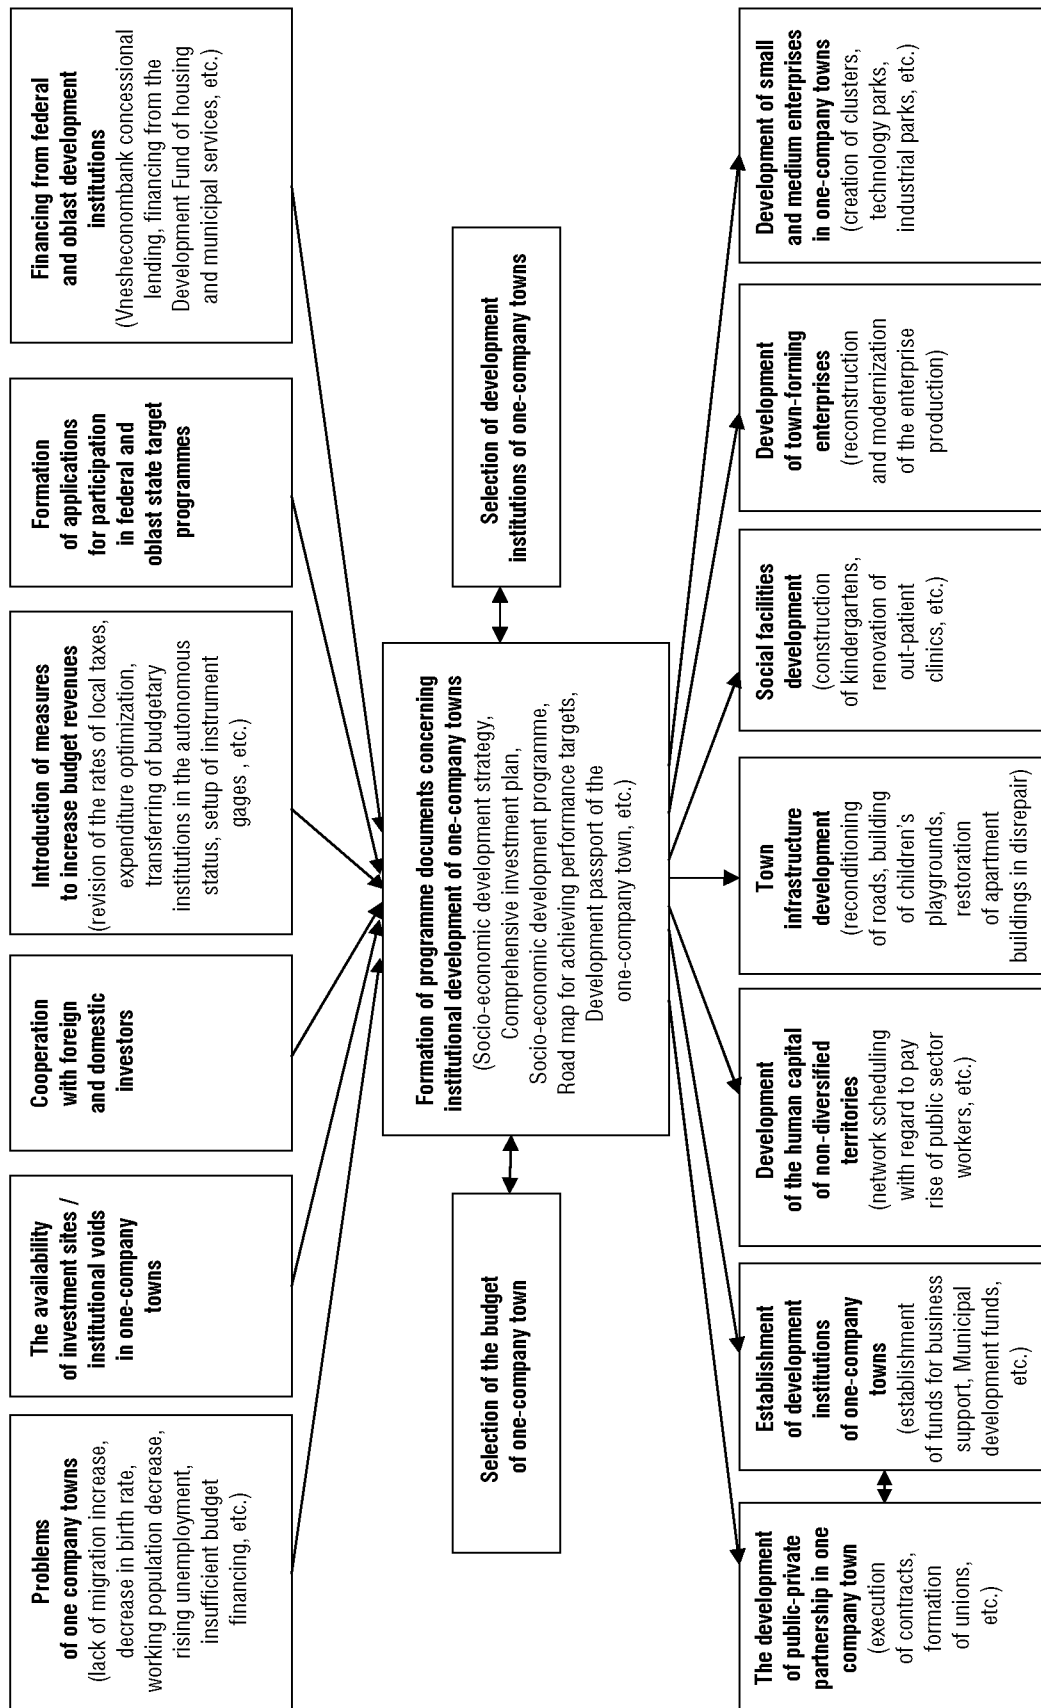 Problems
of one company towns
(lack of migration increase,
decrease in birth rate,
working population decrease,
rising unemployment,
insufficient budget
financing, etc.)
The availability
of investment sites /
institutional voids
in one-company
towns
Cooperation
with foreign
and domestic
investors
Introduction of measures
to increase budget revenues
(revision of the rates of local taxes,
expenditure optimization,
transferring of budgetary
institutions in the autonomous
status, setup of instrument
gages , etc.)
Formation
of applications
for participation
in federal and
oblast state target
programmes
Financing from federal
and oblast development
institutions
(Vnesheconombank concessional
lending, financing from the
Development Fund of housing
and municipal services, etc.)
Selection of the budget
of one-company town
Formation of programme documents concerning
institutional development of one-company towns
(Socio-economic development strategy,
Comprehensive investment plan,
Socio-economic development programme,
Road map for achieving performance targets,
Development passport of the
one-company town, etc.)
Selection of development
institutions of one-company towns
The development
of public-private
partnership in one
company town
(execution
of contracts,
formation
of unions,
etc.)
Establishment
of development
institutions
of one-company
towns
(establishment
of funds for business
support, Municipal
development funds,
etc.)
Development
of the human capital
of non-diversified
territories
(network scheduling
with regard to pay
rise of public sector
workers, etc.)
Town
infrastructure
development
(reconditioning
of roads, building
of children's
playgrounds,
restoration
of apartment
buildings in disrepair)
Social facilities
development
(construction
of kindergartens,
renovation of
out-patient
clinics, etc.)
Development
of town-forming
enterprises
(reconstruction
and modernization
of the enterprise
production)
Development of small
and medium enterprises
in one-company towns
(creation of clusters,
technology parks,
industrial parks, etc.)